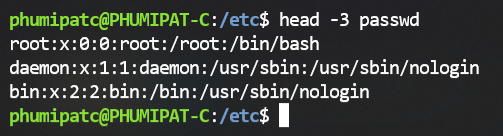 phumipatc@PHUMIPAT-C:/etc$ head -3 passwd
root:x:0:0:root:/root:/bin/bash
daemon:x:1:1:daemon:/usr/sbin:/usr/sbin/nologin
bin:x:2:2:bin:/bin:/usr/sbin/nologin
phumipatc@PHUMIPAT-C:/etc$